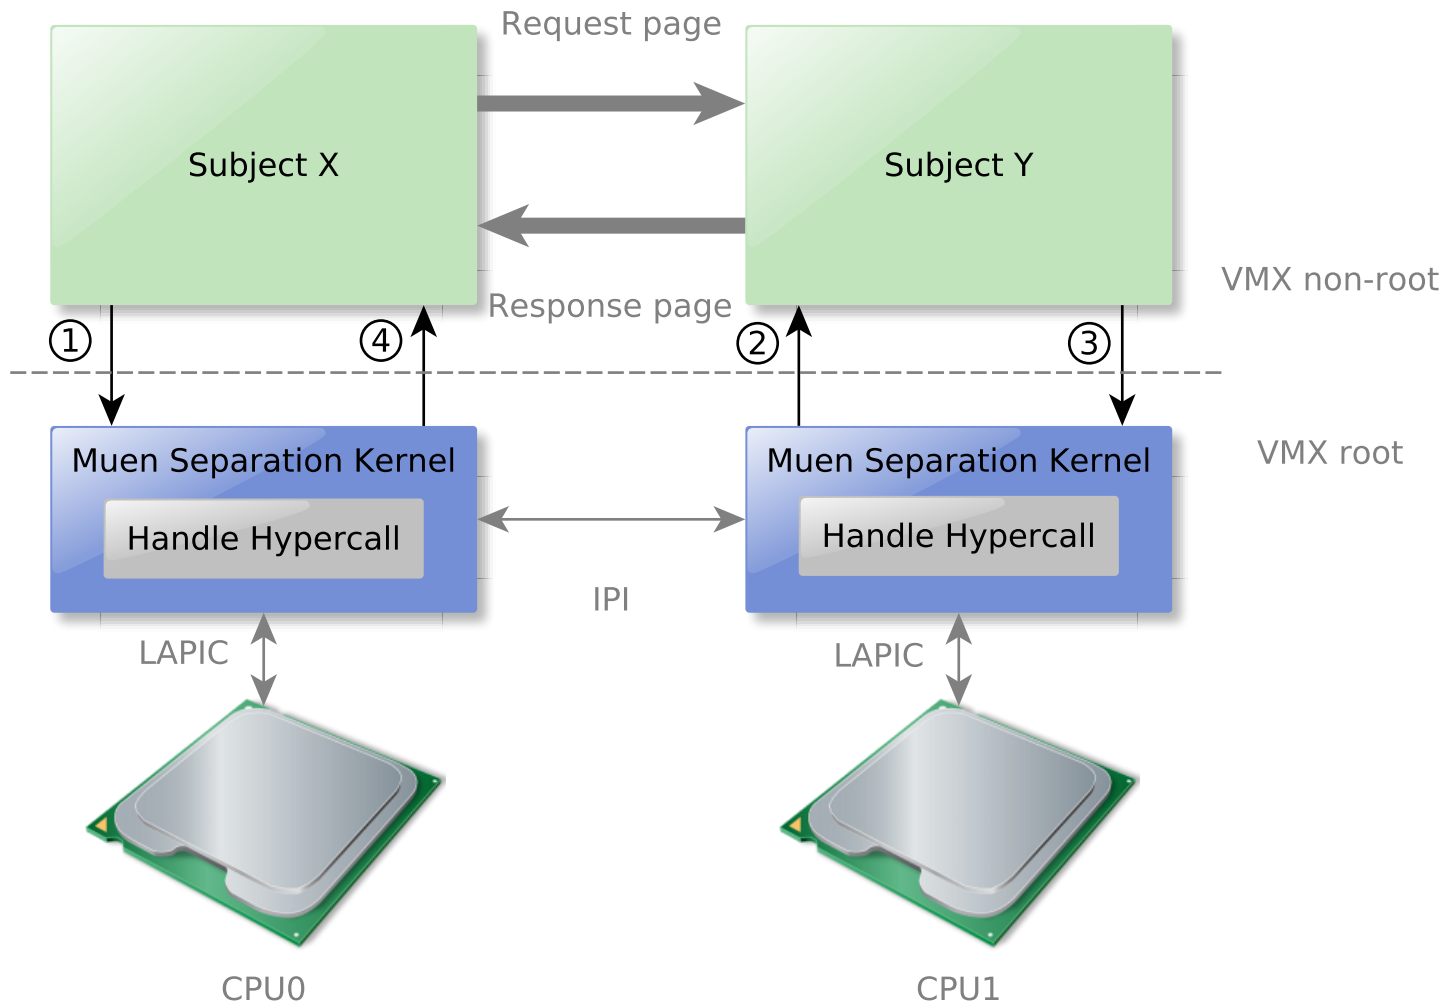 Request page
Subject X
Subject Y
VMX non-root
Response page
①
④
②
③
Muen Separation Kernel
Muen Separation Kernel
VMX root
Handle Hypercall
Handle Hypercall
IPI
LAPIC
LAPIC
CPU0
CPU1